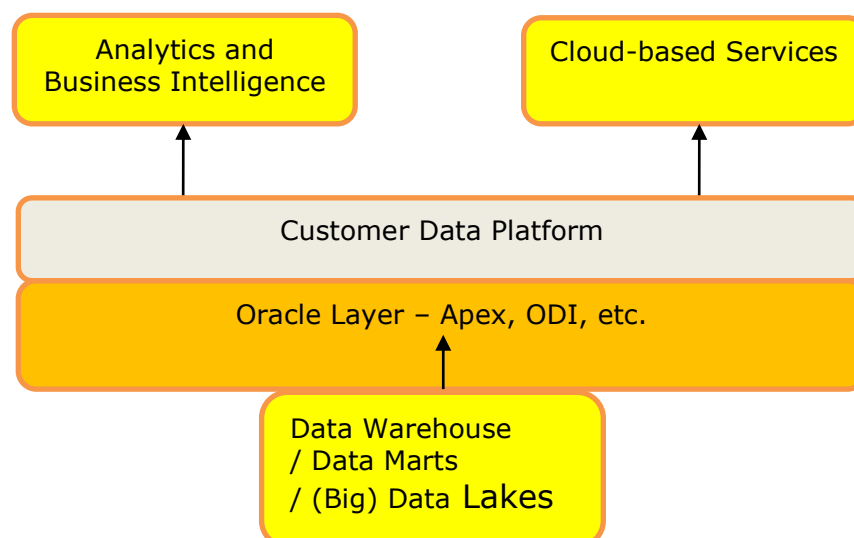 Analytics and
Business Intelligence
Cloud-based Services
Customer Data Platform
Oracle Layer – Apex, ODI, etc.
Data Warehouse
/ Data Marts
/ (Big) Data Lakes